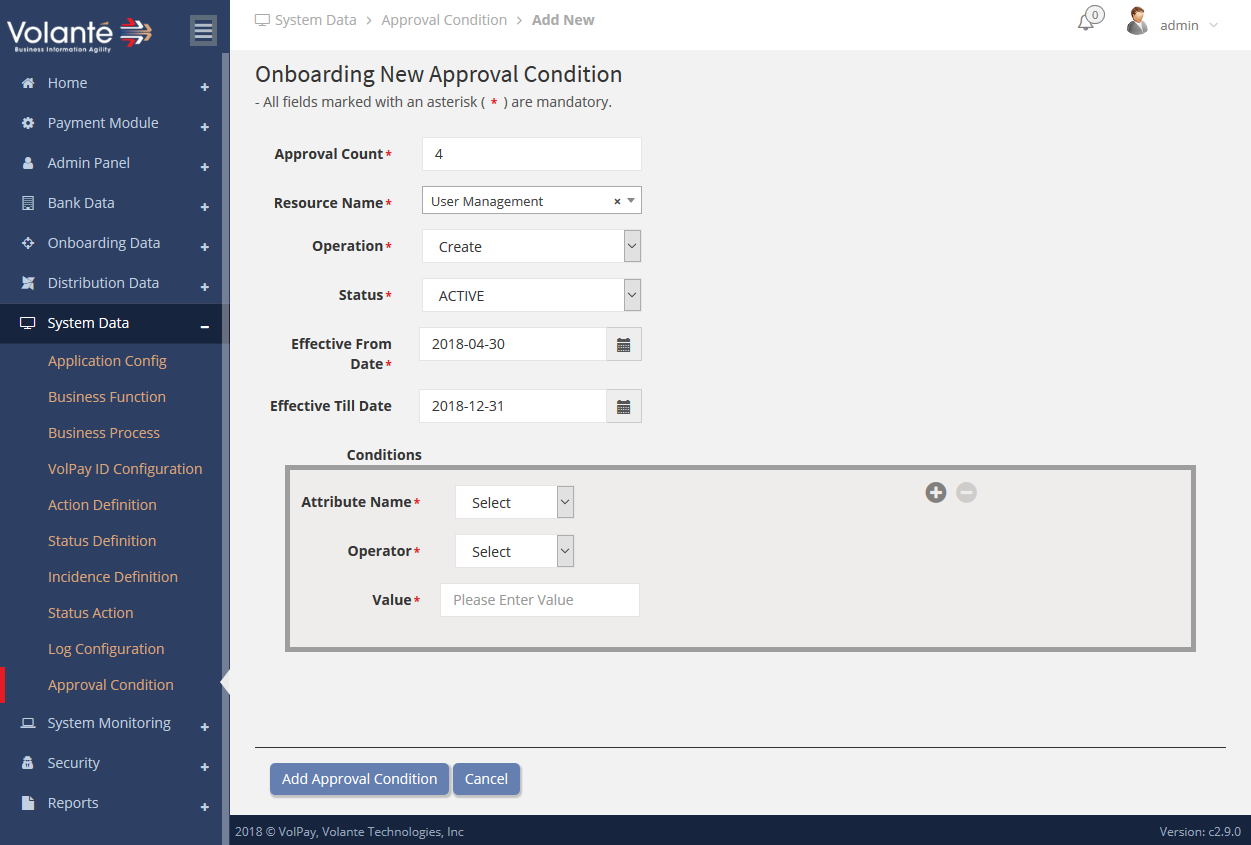 Volanté
Business Information Agility
System Data > Approval Condition > Add New
0
admin
Home
Payment Module
Admin Panel
Bank Data
Onboarding Data
Distribution Data
System Data
Application Config
Business Function
Business Process
VolPay ID Configuration
Action Definition
Status Definition
Incidence Definition
Status Action
Log Configuration
Approval Condition
System Monitoring
Security
Reports
Onboarding New Approval Condition
- All fields marked with an asterisk ( * ) are mandatory.
Approval Count* 4
Resource Name* User Management ×
Operation* Create
Status* ACTIVE
Effective From
Date* 2018-04-30
Effective Till Date 2018-12-31
Conditions
Attribute Name* Select
Operator* Select
Value* Please Enter Value
Add Approval Condition Cancel
2018 © VolPay, Volante Technologies, Inc
Version: c2.9.0